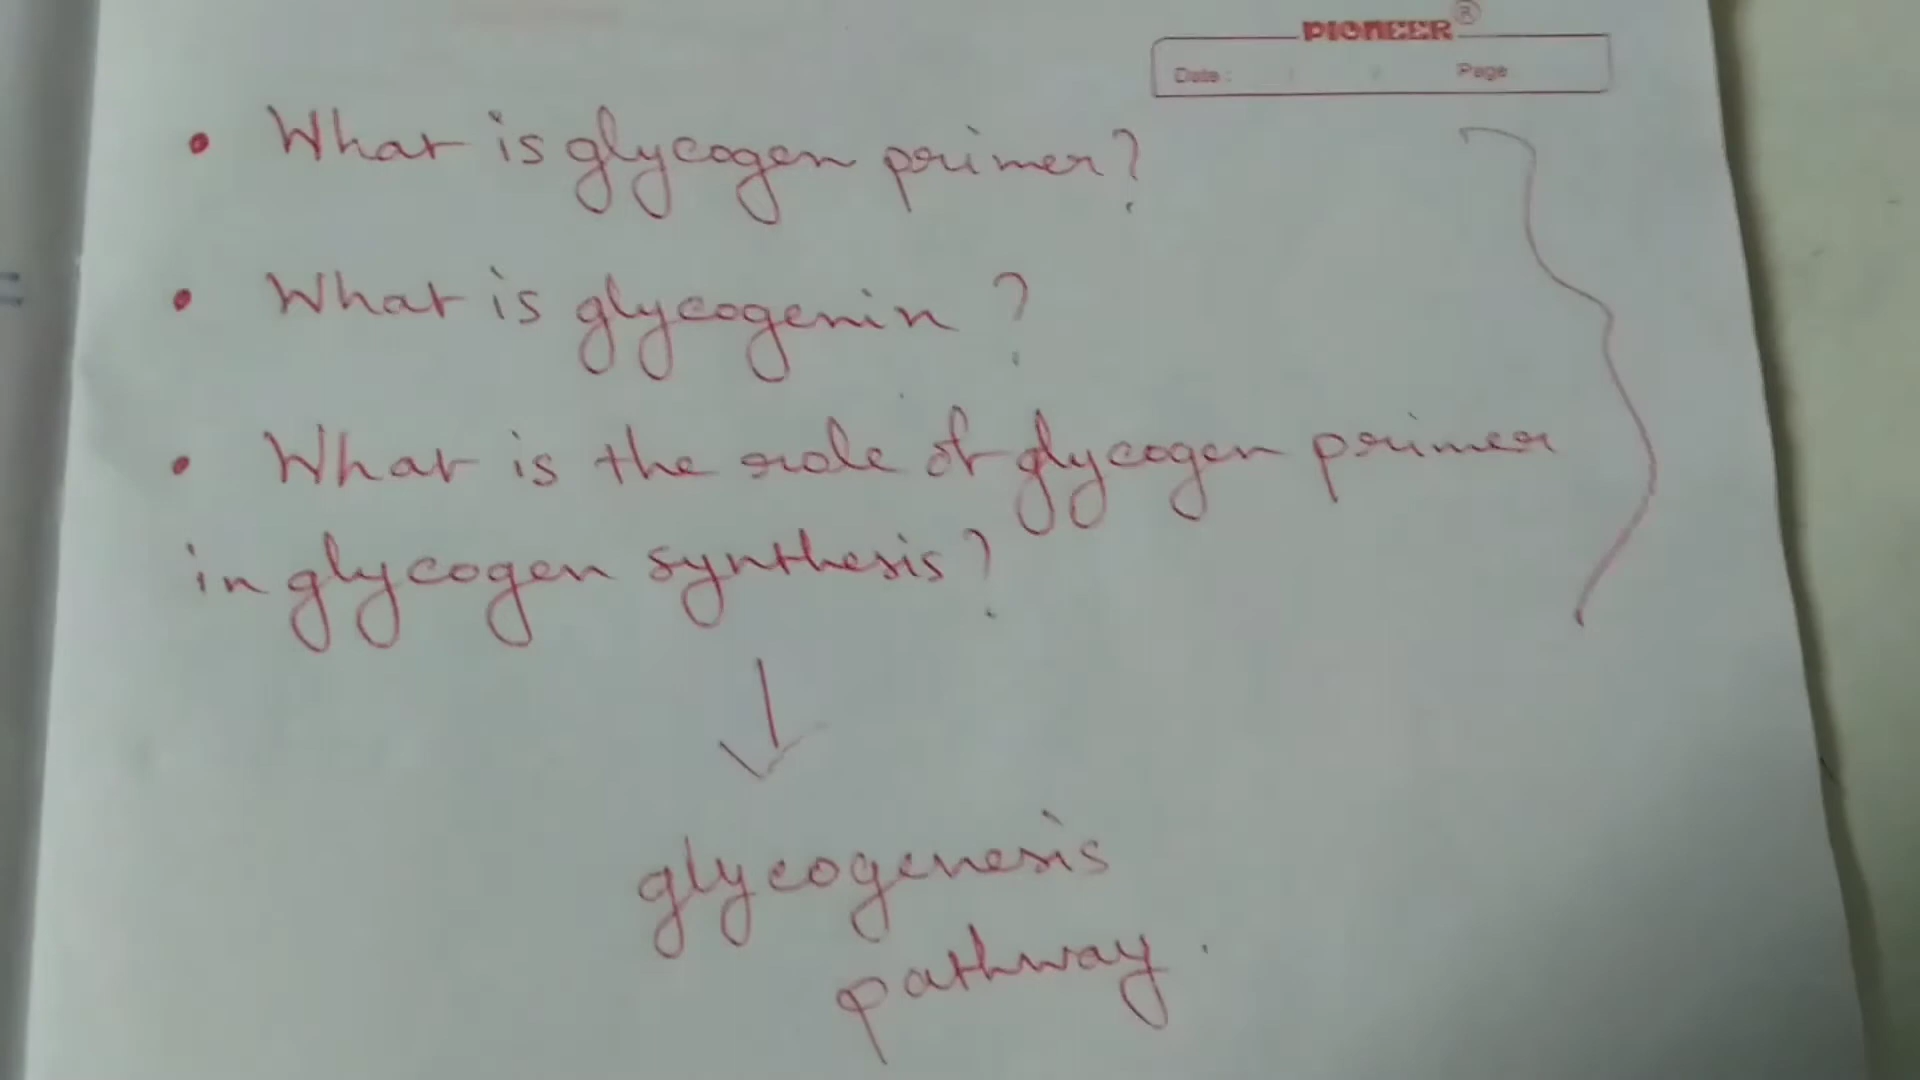 PIONEER®
Date : Page
• What is glycogen primer?
• What is glycogenin ?
• What is the role of glycogen primer
in glycogen synthesis?
↓
glycogenesis
pathway.